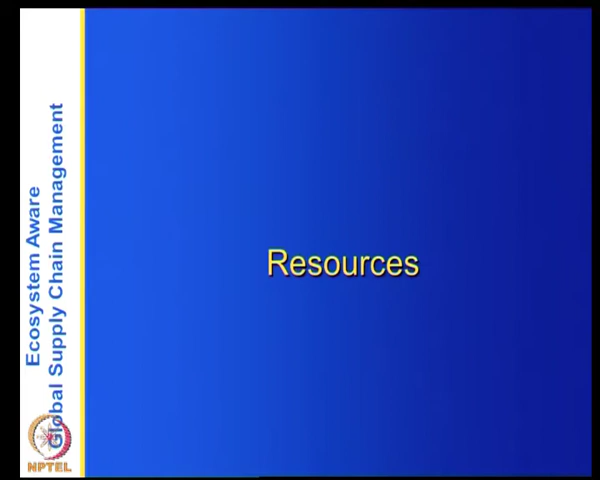 Ecosystem Aware
Global Supply Chain Management
Resources
NPTEL